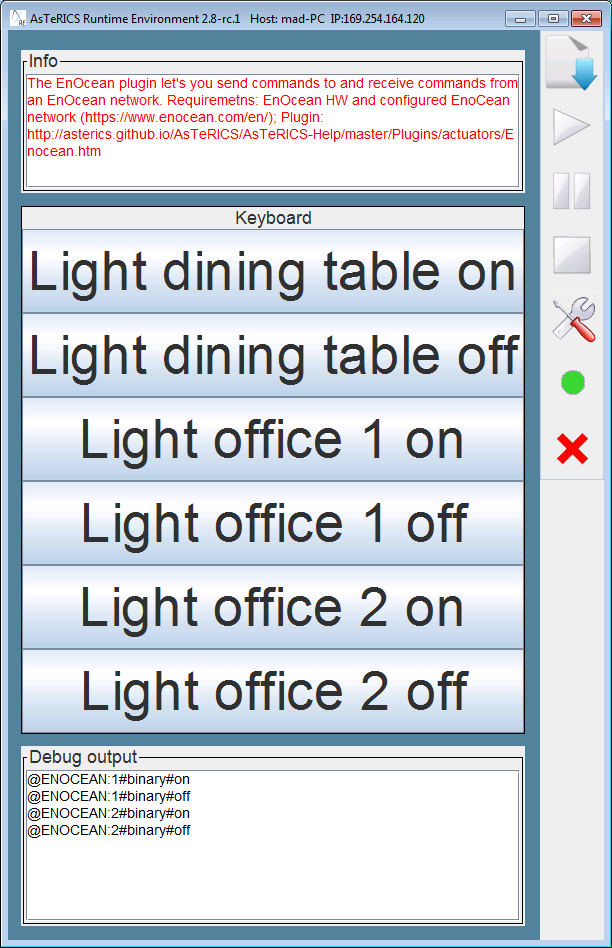 AsTeRICS Runtime Environment 2.8-rc.1 Host: mad-PC IP:169.254.164.120
Info
The EnOcean plugin let's you send commands to and receive commands from
an EnOcean network. Requiremetns: EnOcean HW and configured EnoCean
network (https://www.enocean.com/en/); Plugin:
http://asterics.github.io/AsTeRICS/AsTeRICS-Help/master/Plugins/actuators/E
nocean.htm
Keyboard
Light dining table on
Light dining table off
Light office 1 on
Light office 1 off
Light office 2 on
Light office 2 off
Debug output
@ENOCEAN:1#binary#on
@ENOCEAN:1#binary#off
@ENOCEAN:2#binary#on
@ENOCEAN:2#binary#off